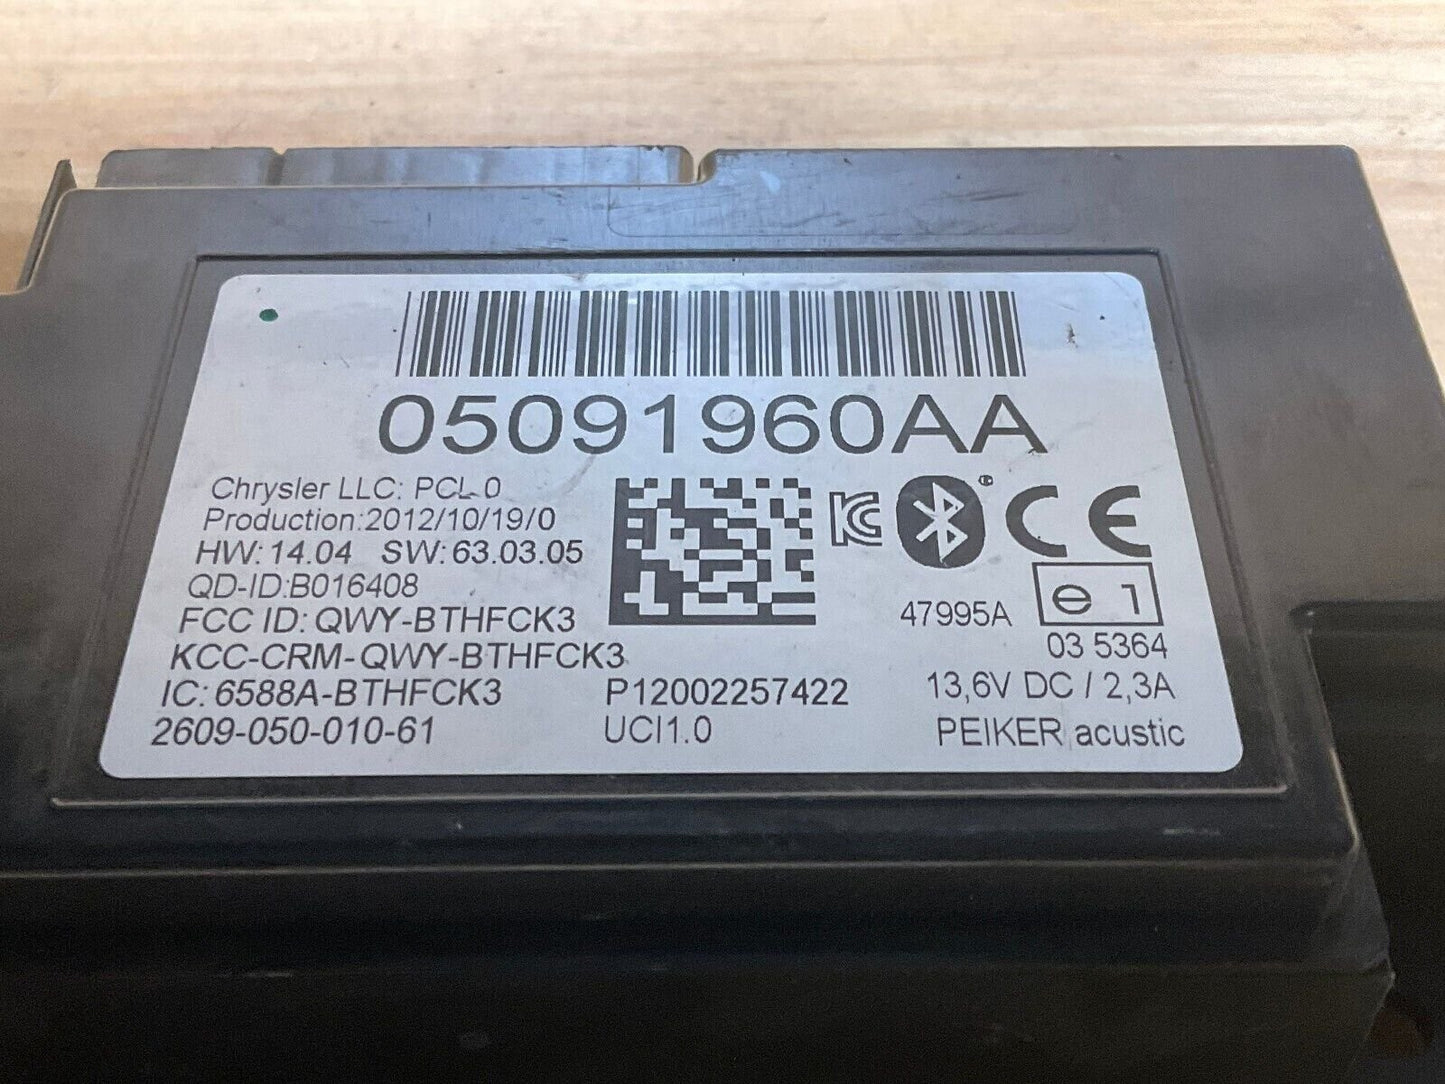 05091960AA
Chrysler LLC: PCL 0
Production:2012/10/19/0
HW: 14.04 SW: 63.03.05
QD-ID:B016408
FCC ID: QWY-BTHFCK3
KCC-CRM-QWY-BTHFCK3
IC: 6588A-BTHFCK3
2609-050-010-61
P12002257422
UCI1.0
KC
CE
47995A
e 1
03 5364
13,6V DC / 2,3A
PEIKER acustic